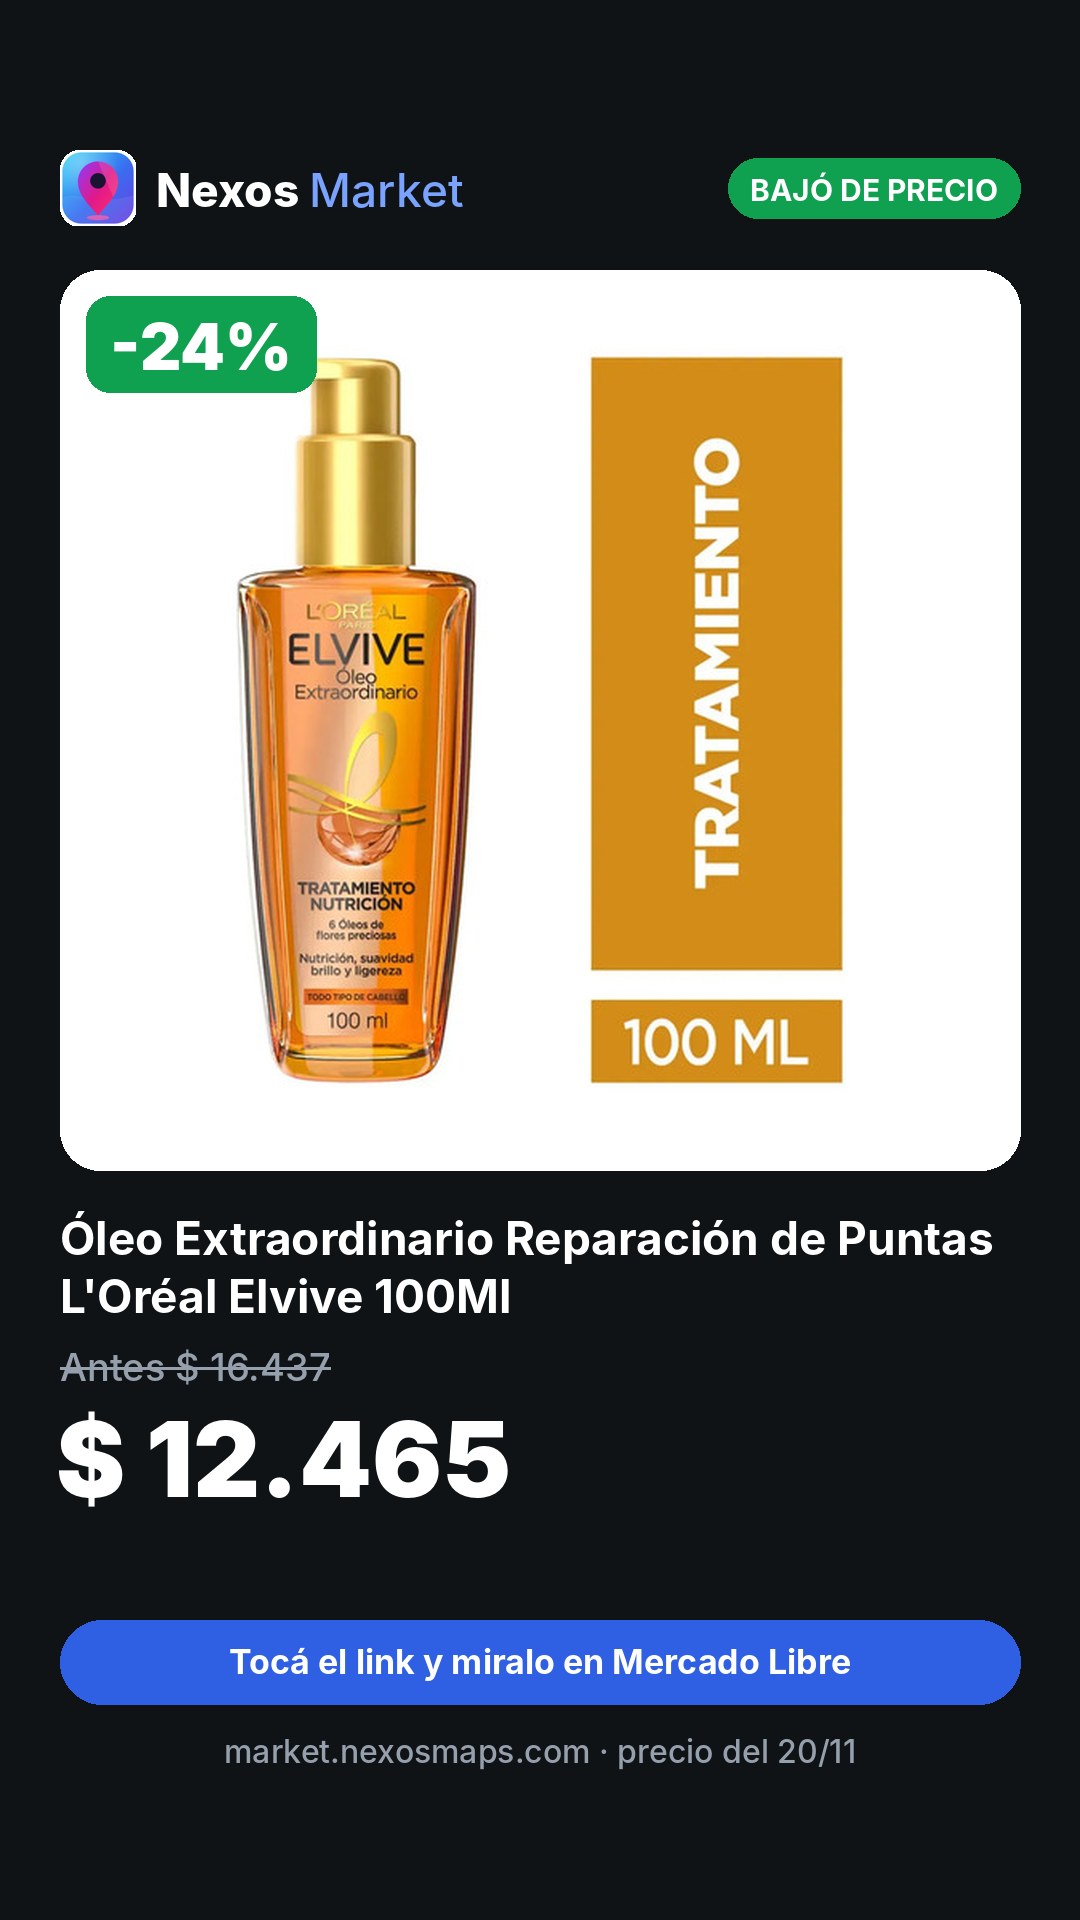 Nexos Market
BAJÓ DE PRECIO
-24%
L'ORÉAL
PARIS
ELVIVE
Óleo
Extraordinario
TRATAMIENTO
NUTRICIÓN
6 Óleos de
flores preciosas
Nutrición, suavidad
brillo y ligereza
TODO TIPO DE CABELLO
100 ml
TRATAMIENTO
100 ML
Óleo Extraordinario Reparación de Puntas
L'Oréal Elvive 100Ml
Antes $ 16.437
$ 12.465
Tocá el link y miralo en Mercado Libre
market.nexosmaps.com · precio del 20/11